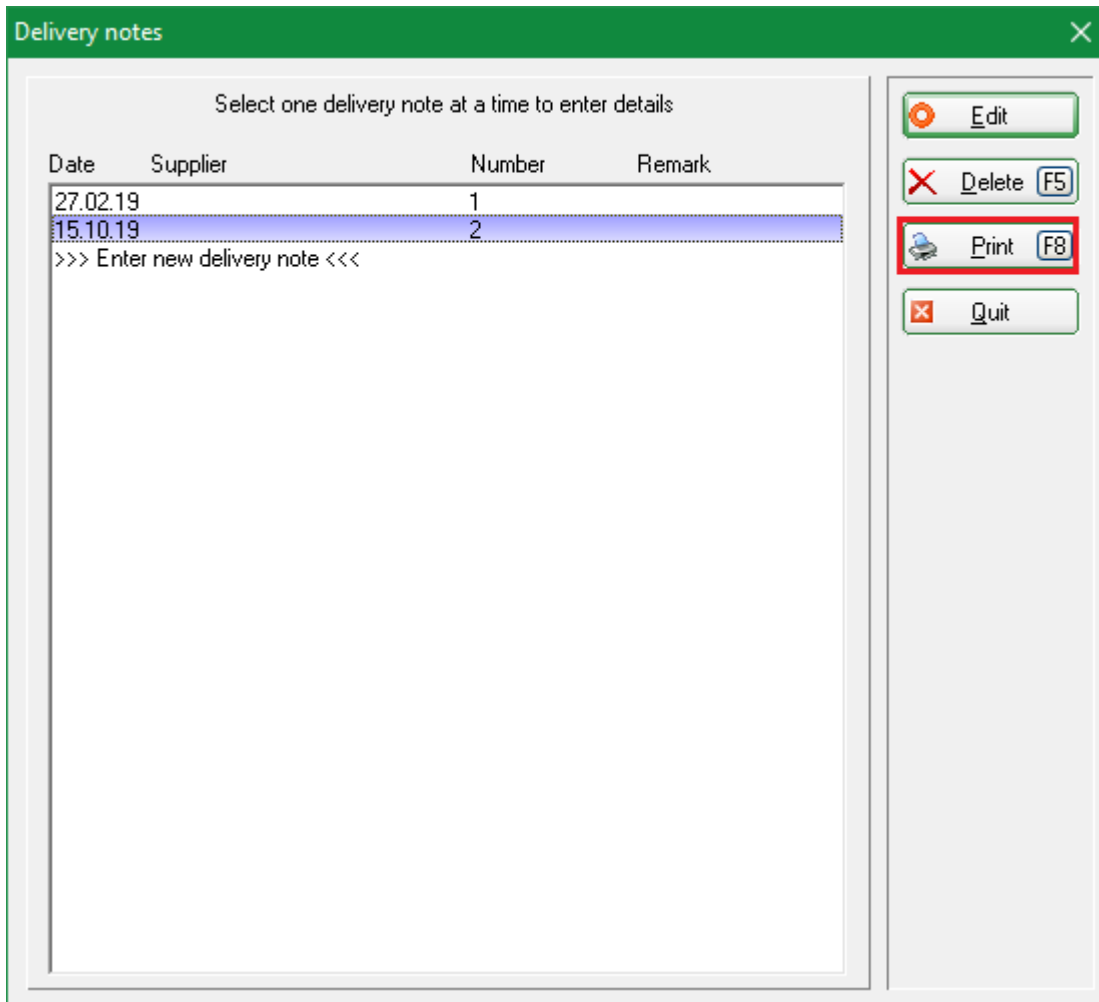 Delivery notes
Select one delivery note at a time to enter details
Date Supplier Number Remark
27.02.19 1
15.10.19 2
>>> Enter new delivery note <<<
Edit
Delete F5
Print F8
Quit